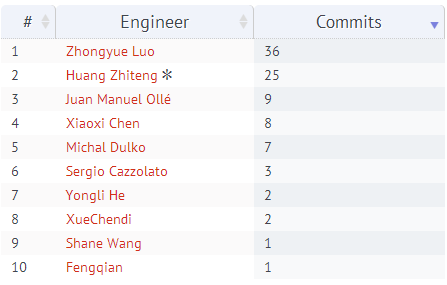 # Engineer Commits
1 Zhongyue Luo 36
2 Huang Zhiteng * 25
3 Juan Manuel Ollé 9
4 Xiaoxi Chen 8
5 Michal Dulko 7
6 Sergio Cazzolato 3
7 Yongli He 2
8 XueChendi 2
9 Shane Wang 1
10 Fengqian 1